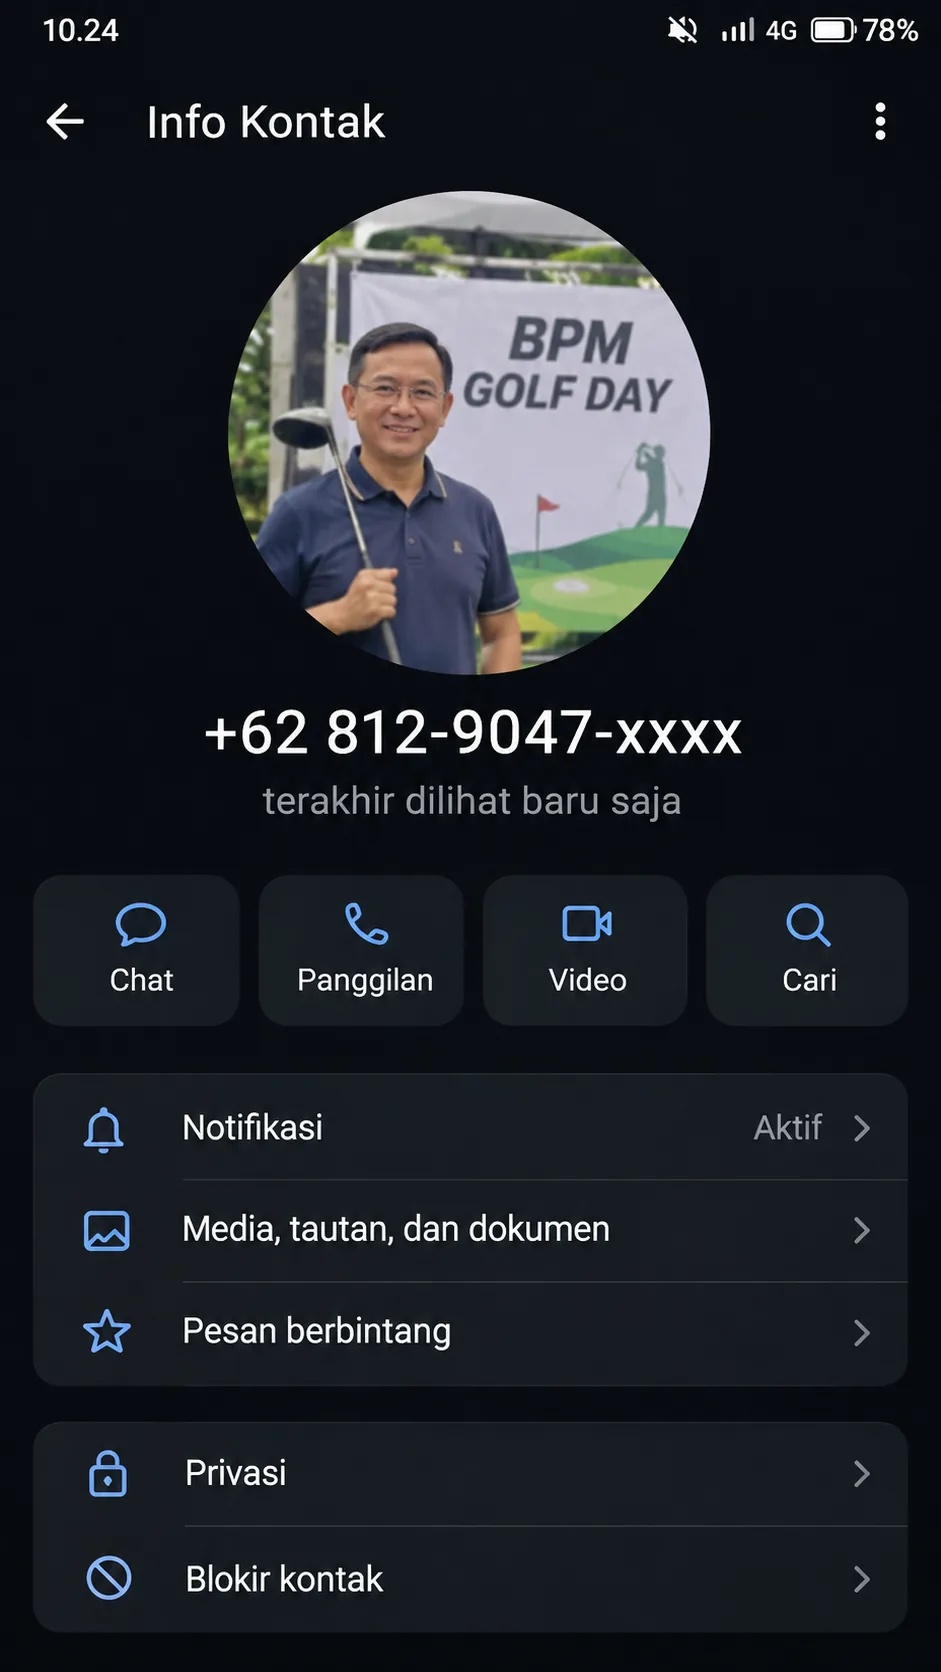 10.24
4G
78%
Info Kontak
BPM
GOLF DAY
+62 812-9047-xxxx
terakhir dilihat baru saja
Chat
Panggilan
Video
Cari
Notifikasi
Aktif
Media, tautan, dan dokumen
Pesan berbintang
Privasi
Blokir kontak